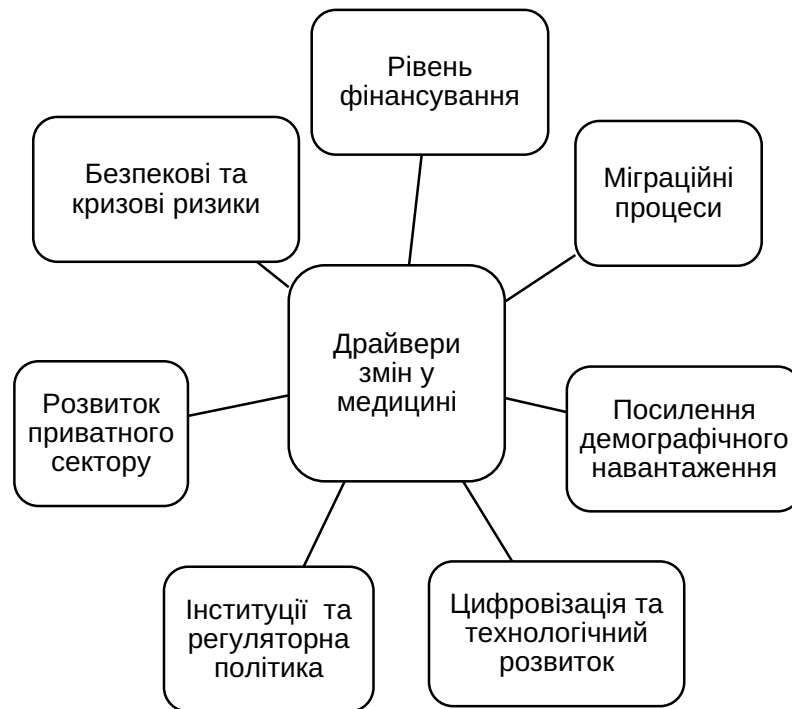 Рівень
фінансування
Безпекові та
кризові ризики
Міграційні
процеси
Драйвери
змін у
медицині
Розвиток
приватного
сектору
Посилення
демографічного
навантаження
Інституції  та
регуляторна
політика
Цифровізація та
технологічний
розвиток